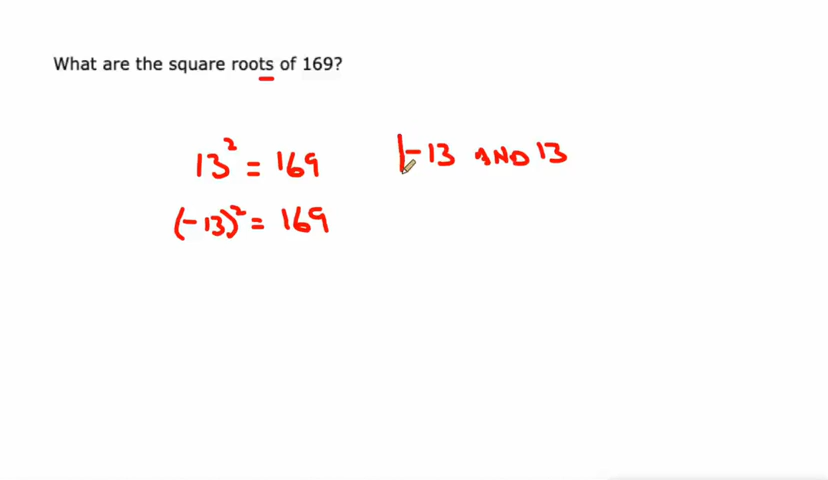 What are the square roots of 169?
13² = 169
-13 AND 13
(-13)² = 169